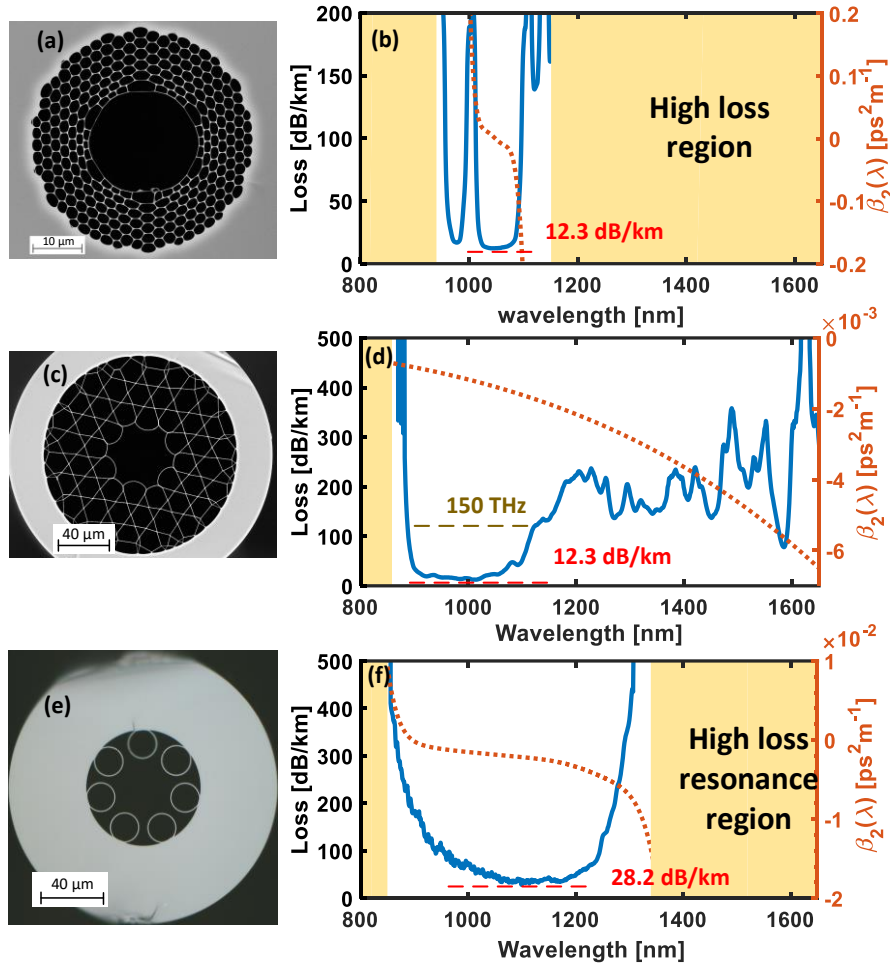 (a)
10 μm
(b)
200
150
100
50
0
Loss [dB/km]
High loss
region
12.3 dB/km
0.2
0.1
0
-0.1
-0.2
β₂(λ) [ps²m⁻¹]
800 1000 1200 1400 1600
wavelength [nm]
(c)
40 μm
(d)
500
400
300
200
100
0
Loss [dB/km]
150 THz
12.3 dB/km
×10⁻³
0
-2
-4
-6
β₂(λ) [ps²m⁻¹]
800 1000 1200 1400 1600
Wavelength [nm]
(e)
40 μm
(f)
500
400
300
200
100
0
Loss [dB/km]
High loss
resonance
region
28.2 dB/km
×10⁻²
1
0
-1
-2
β₂(λ) [ps²m⁻¹]
800 1000 1200 1400 1600
Wavelength [nm]